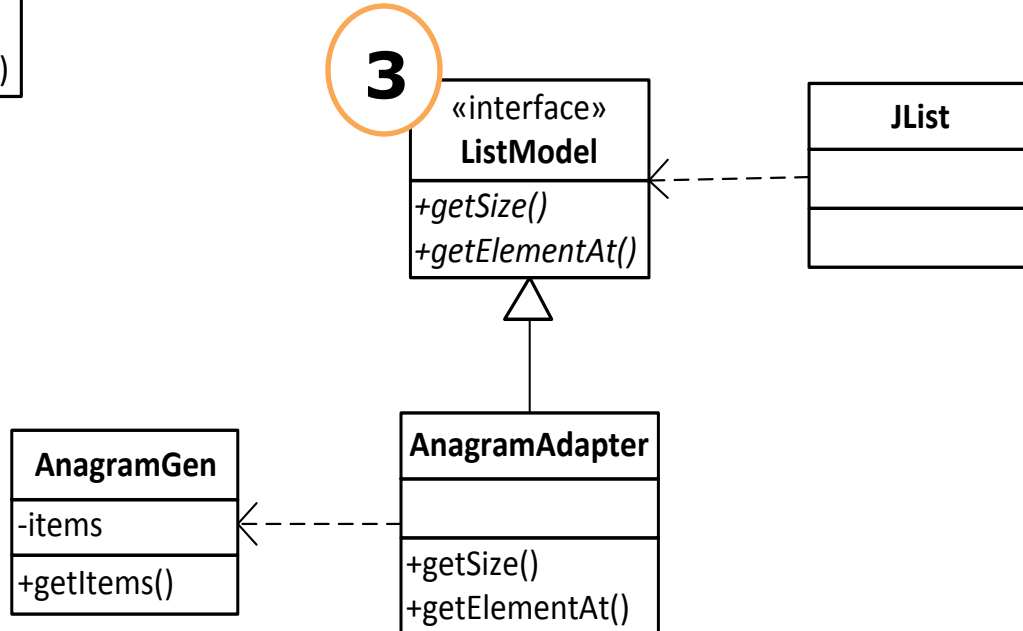 )
3
«interface»
ListModel
+getSize()
+getElementAt()
JList
AnagramGen
-items
+getItems()
AnagramAdapter
+getSize()
+getElementAt()